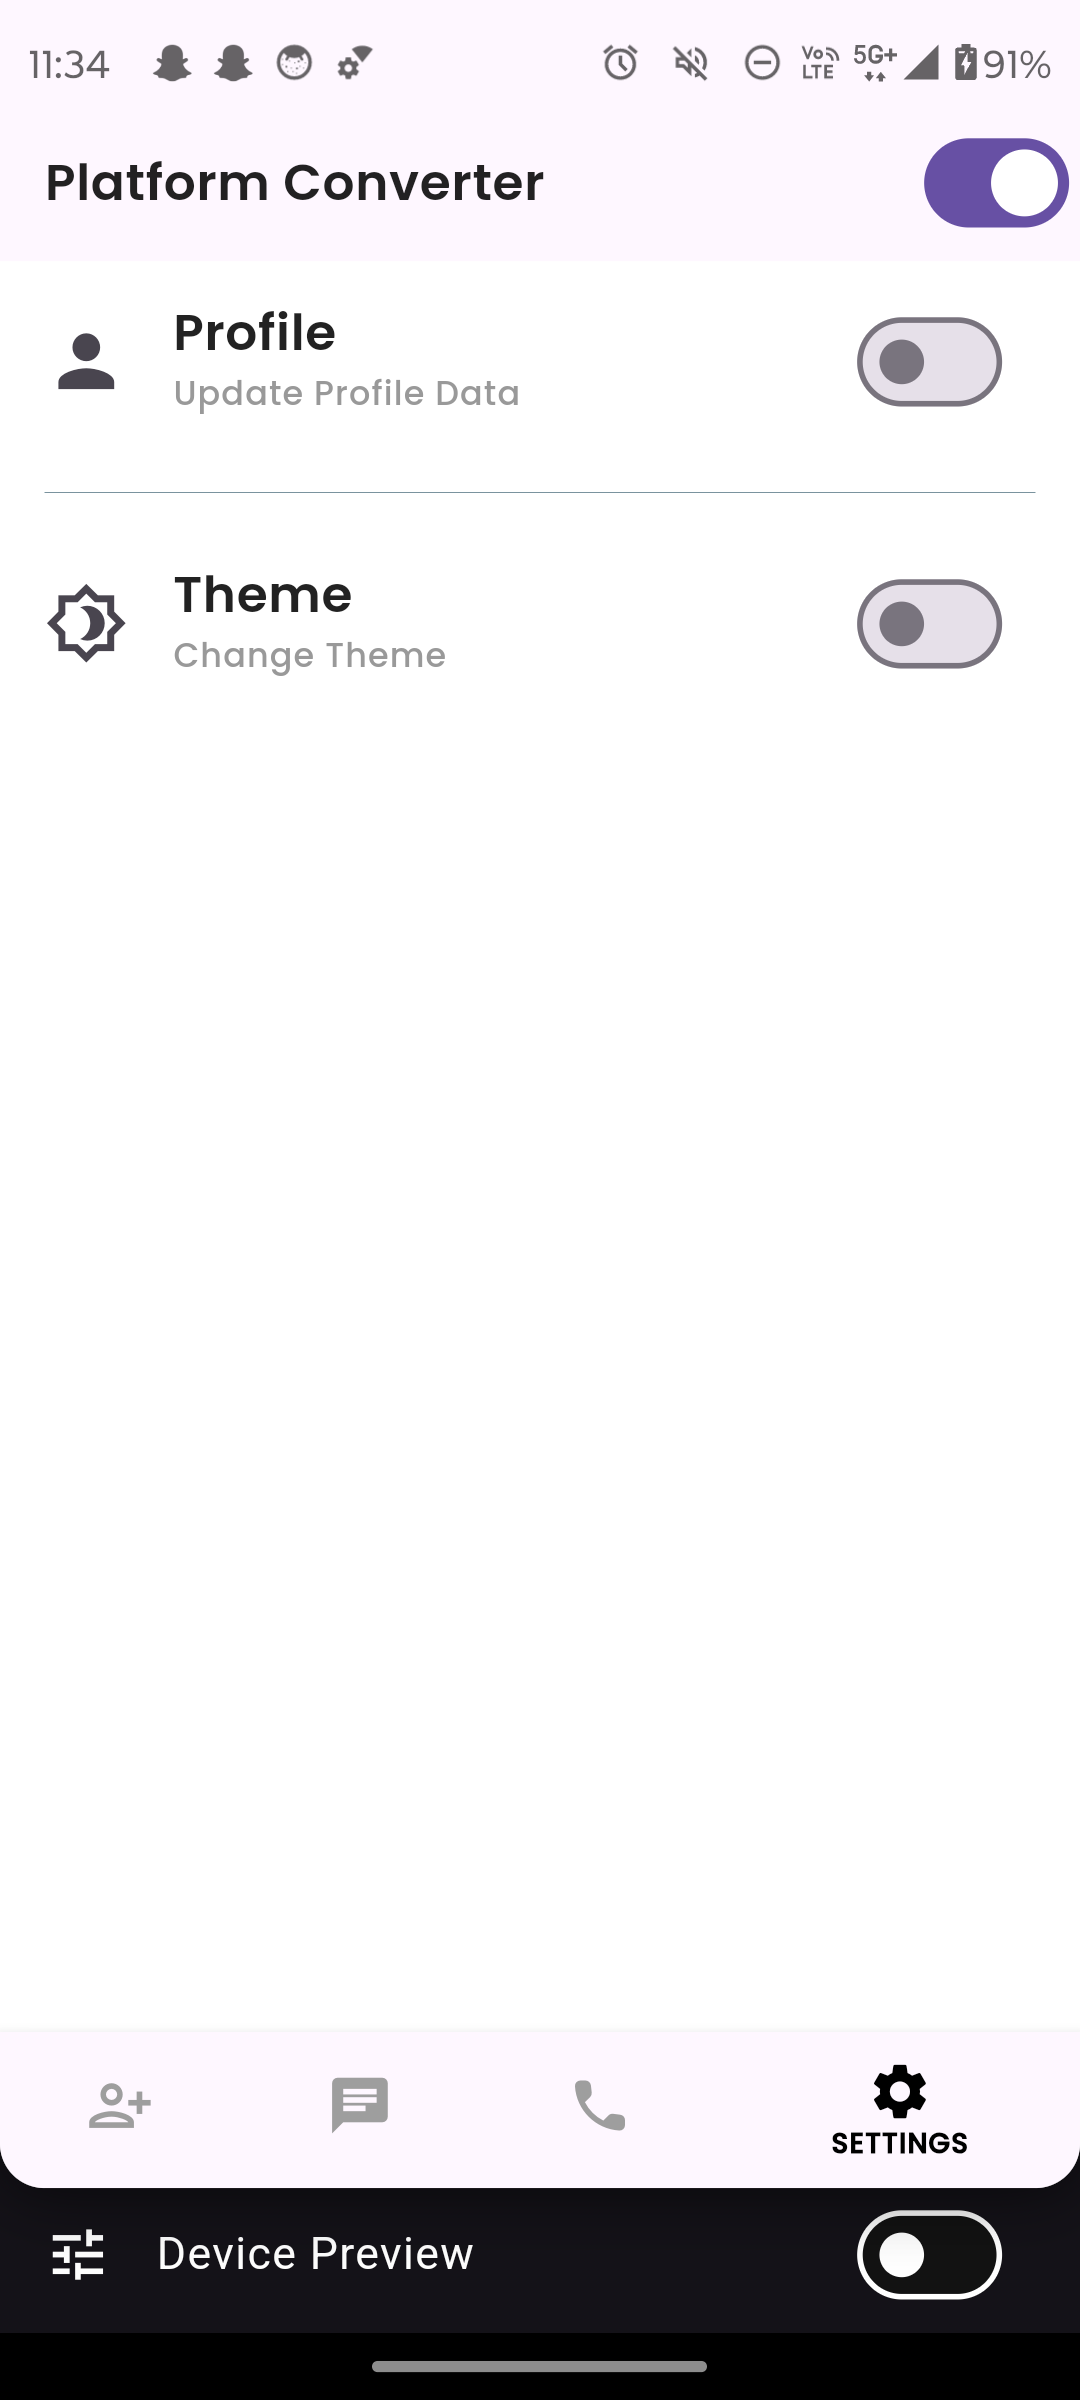 11:34
Vo LTE 5G+ 91%
Platform Converter
Profile
Update Profile Data
Theme
Change Theme
SETTINGS
Device Preview